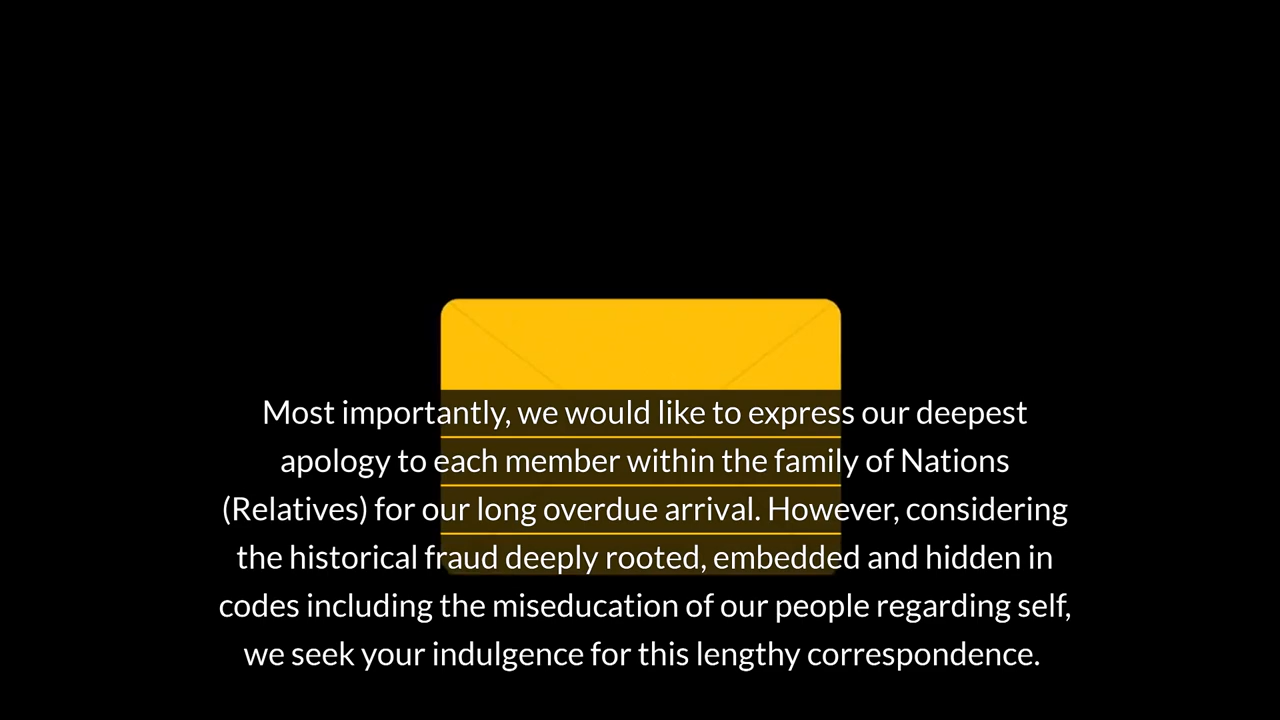 Most importantly, we would like to express our deepest
apology to each member within the family of Nations
(Relatives) for our long overdue arrival. However, considering
the historical fraud deeply rooted, embedded and hidden in
codes including the miseducation of our people regarding self,
we seek your indulgence for this lengthy correspondence.